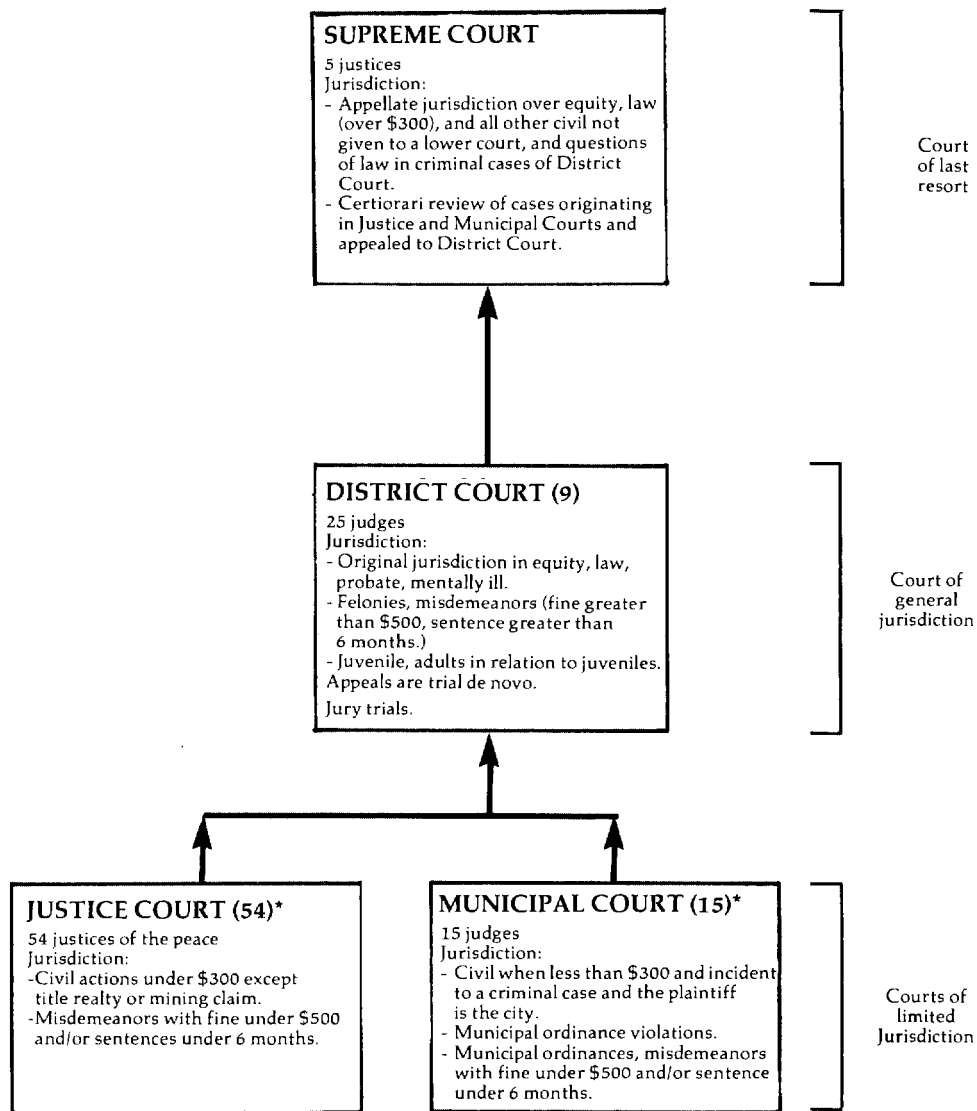 SUPREME COURT
5 justices
Jurisdiction:
- Appellate jurisdiction over equity, law
(over $300), and all other civil not
given to a lower court, and questions
of law in criminal cases of District
Court.
- Certiorari review of cases originating
in Justice and Municipal Courts and
appealed to District Court.
Court
of last
resort
DISTRICT COURT (9)
25 judges
Jurisdiction:
- Original jurisdiction in equity, law,
probate, mentally ill.
- Felonies, misdemeanors (fine greater
than $500, sentence greater than
6 months.)
- Juvenile, adults in relation to juveniles.
Appeals are trial de novo.
Jury trials.
Court of
general
jurisdiction
JUSTICE COURT (54)*
54 justices of the peace
Jurisdiction:
-Civil actions under $300 except
title realty or mining claim.
-Misdemeanors with fine under $500
and/or sentences under 6 months.
MUNICIPAL COURT (15)*
15 judges
Jurisdiction:
- Civil when less than $300 and incident
to a criminal case and the plaintiff
is the city.
- Municipal ordinance violations.
- Municipal ordinances, misdemeanors
with fine under $500 and/or sentence
under 6 months.
Courts of
limited
Jurisdiction